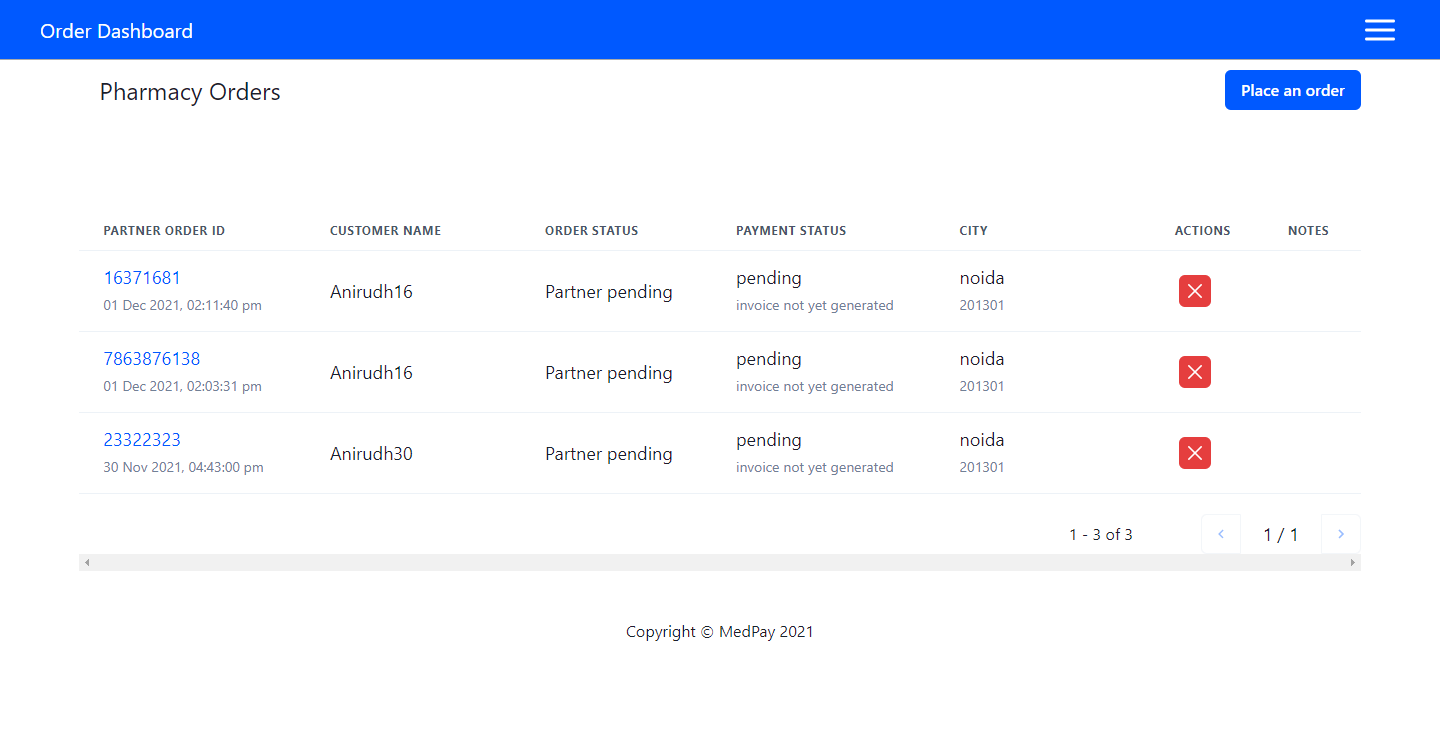 Order Dashboard
Pharmacy Orders
Place an order
PARTNER ORDER ID CUSTOMER NAME ORDER STATUS PAYMENT STATUS CITY ACTIONS NOTES
16371681 Anirudh16 Partner pending pending noida
01 Dec 2021, 02:11:40 pm invoice not yet generated 201301
7863876138 Anirudh16 Partner pending pending noida
01 Dec 2021, 02:03:31 pm invoice not yet generated 201301
23322323 Anirudh30 Partner pending pending noida
30 Nov 2021, 04:43:00 pm invoice not yet generated 201301
1 - 3 of 3 1 / 1
Copyright © MedPay 2021